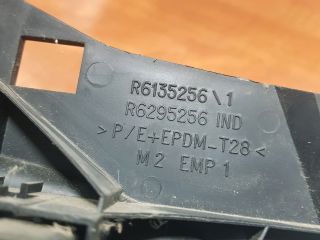 R6135256\1
R6295256 IND
>P/E+EPDM-T28<
M2 EMP1